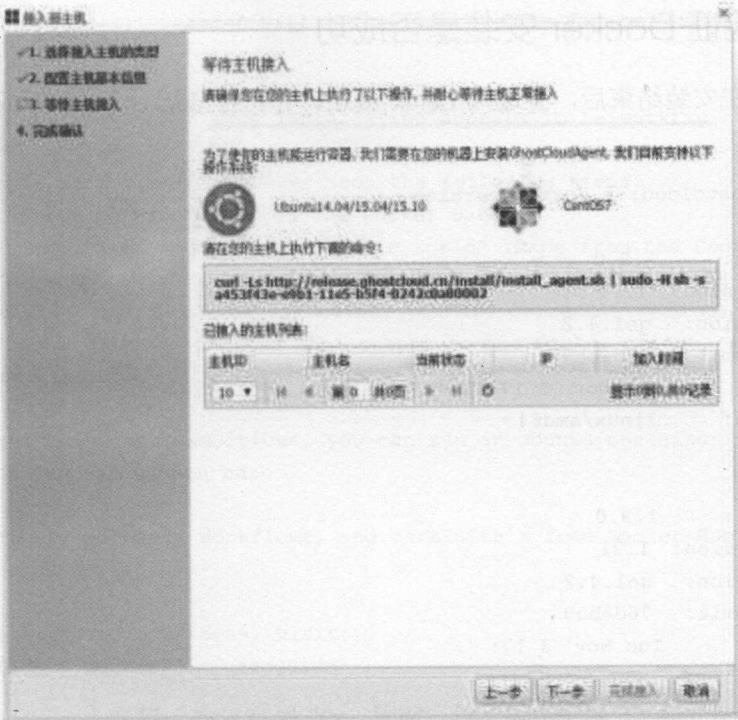 接入新主机
1. 选择接入主机的类型
2. 配置主机基本信息
3. 等待主机接入
4. 完成确认
等待主机接入
请确保您在您的主机上执行了以下操作, 并耐心等待主机正常接入
为了使您的主机能运行容器, 我们需要在您的机器上安装GhostCloudAgent, 我们目前支持以下
操作系统:
Ubuntu14.04/15.04/15.10
CentOS7
请在您的主机上执行下面的命令:
curl -Ls http://release.ghostcloud.cn/install/install_agent.sh | sudo -H sh -s
a453f43e-e9b1-11e5-b5f4-0242c0a80002
已接入的主机列表:
主机ID 主机名 当前状态 IP 加入时间
10 第 0 共0页 显示0到0,共0记录
上一步 下一步 完成接入 取消